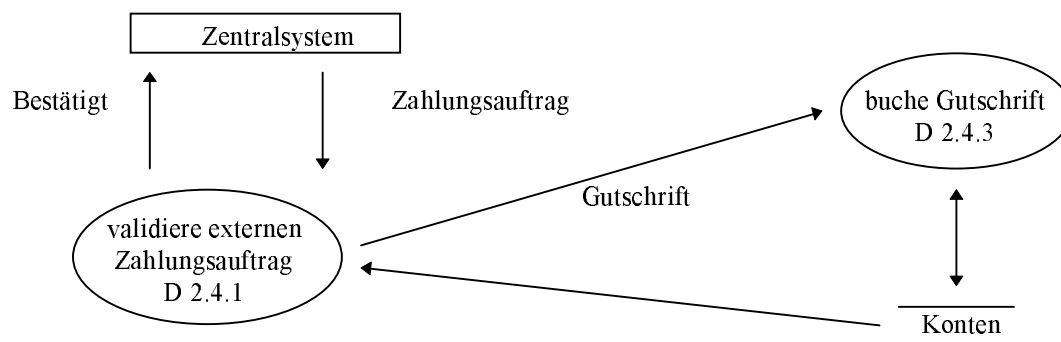 Zentralsystem
Bestätigt
Zahlungsauftrag
buche Gutschrift
D 2.4.3
Gutschrift
validiere externen
Zahlungsauftrag
D 2.4.1
Konten